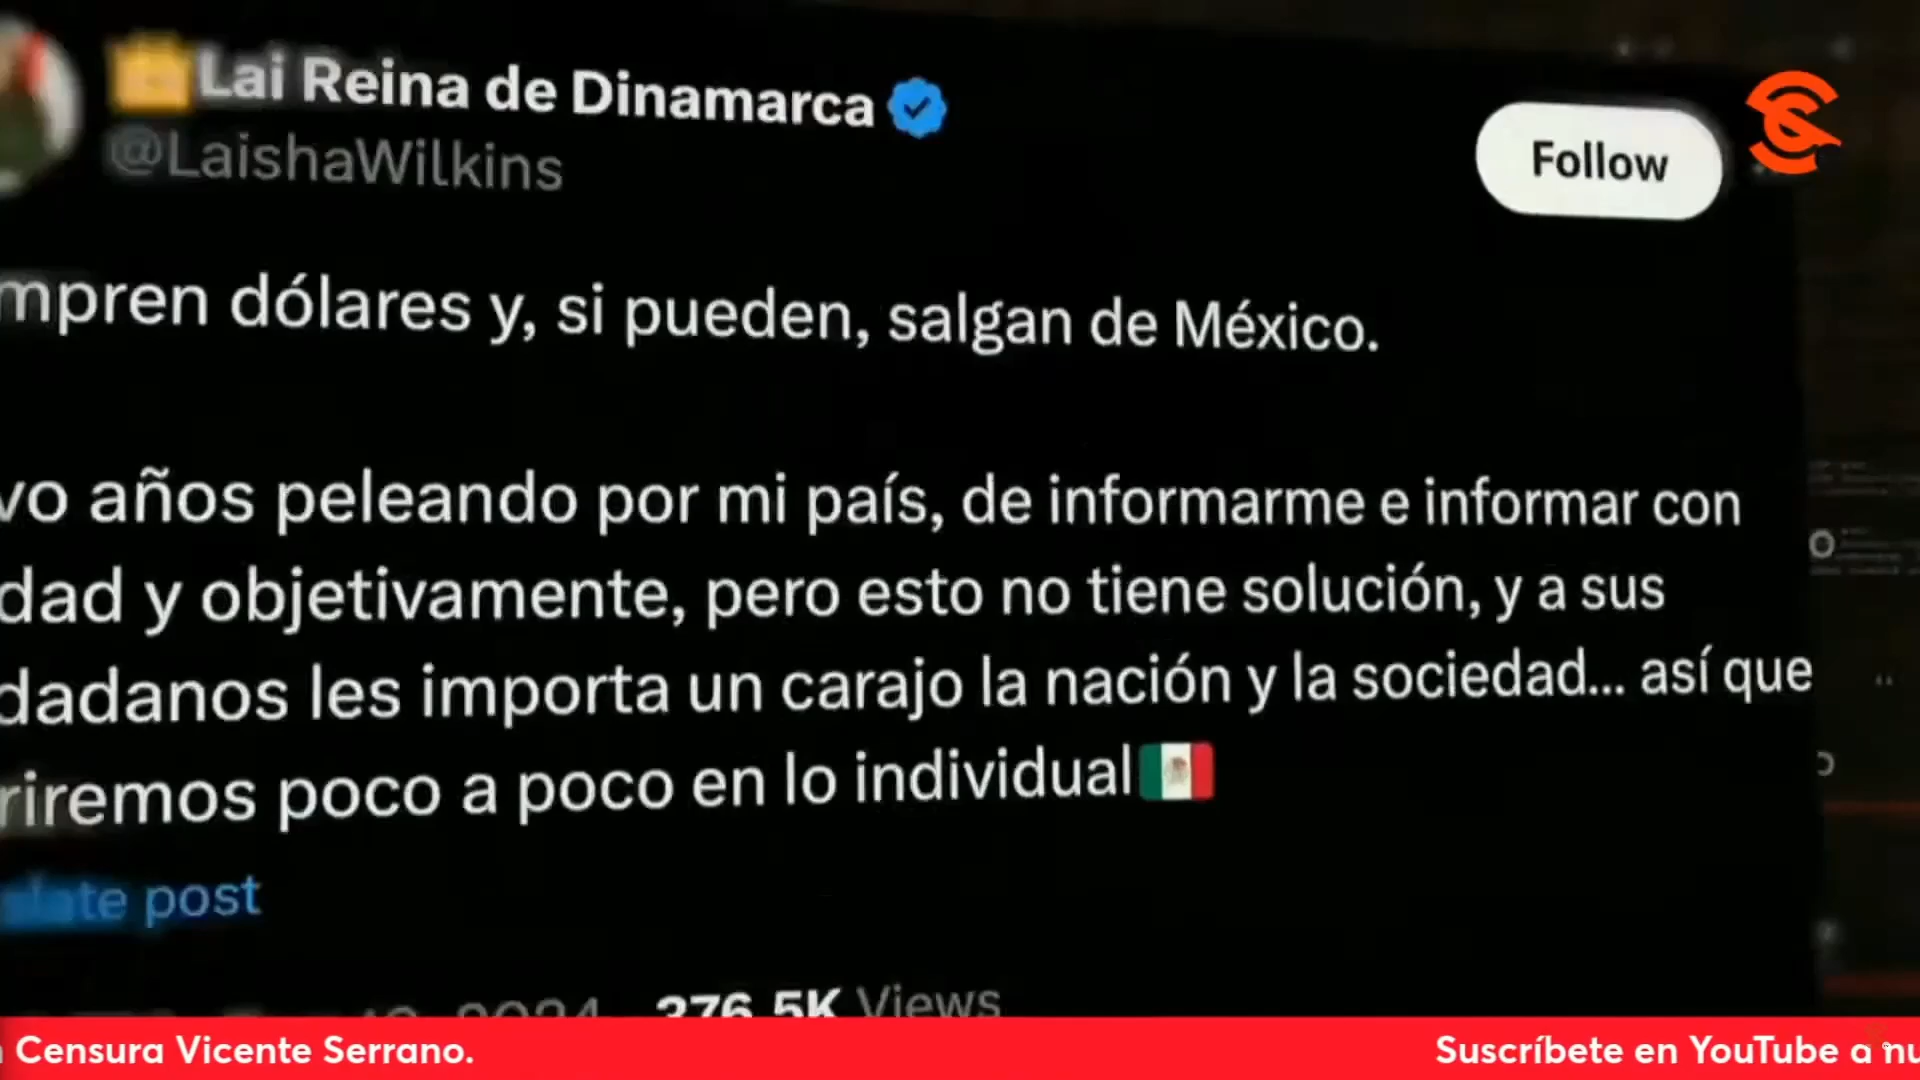 Lai Reina de Dinamarca
@LaishaWilkins
Follow
mpren dólares y, si pueden, salgan de México.
vo años peleando por mi país, de informarme e informar con
dad y objetivamente, pero esto no tiene solución, y a sus
dadanos les importa un carajo la nación y la sociedad... así que
riremos poco a poco en lo individual
post
2024 376.5K Views
Censura Vicente Serrano.
Suscríbete en YouTube a nu